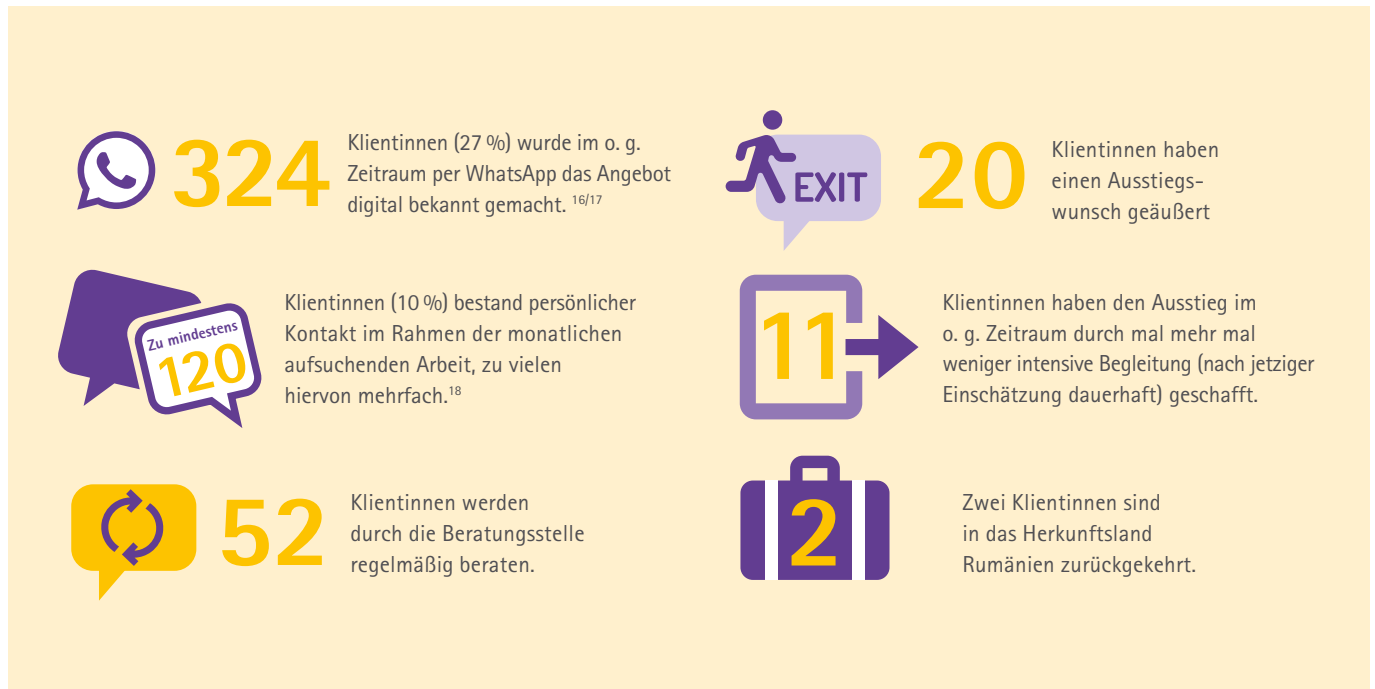 324
Klientinnen (27 %) wurde im o. g.
Zeitraum per WhatsApp das Angebot
digital bekannt gemacht. 16/17
Zu mindestens
120
Klientinnen (10 %) bestand persönlicher
Kontakt im Rahmen der monatlichen
aufsuchenden Arbeit, zu vielen
hiervon mehrfach.18
52
Klientinnen werden
durch die Beratungsstelle
regelmäßig beraten.
EXIT
20
Klientinnen haben
einen Ausstiegs-
wunsch geäußert
11
Klientinnen haben den Ausstieg im
o. g. Zeitraum durch mal mehr mal
weniger intensive Begleitung (nach jetziger
Einschätzung dauerhaft) geschafft.
2
Zwei Klientinnen sind
in das Herkunftsland
Rumänien zurückgekehrt.